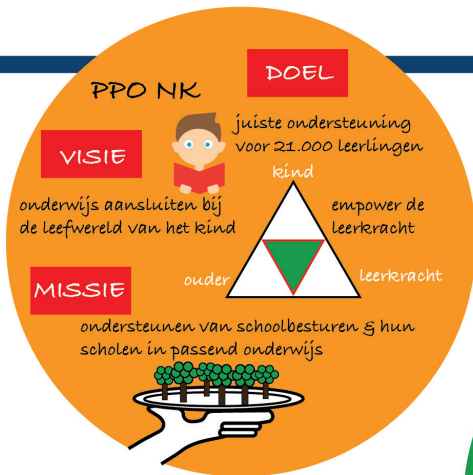 PPO NK
DOEL
juiste ondersteuning
voor 21.000 leerlingen
VISIE
onderwijs aansluiten bij
de leefwereld van het kind
kind
empower de
leerkracht
ouder
leerkracht
MISSIE
ondersteunen van schoolbesturen & hun
scholen in passend onderwijs